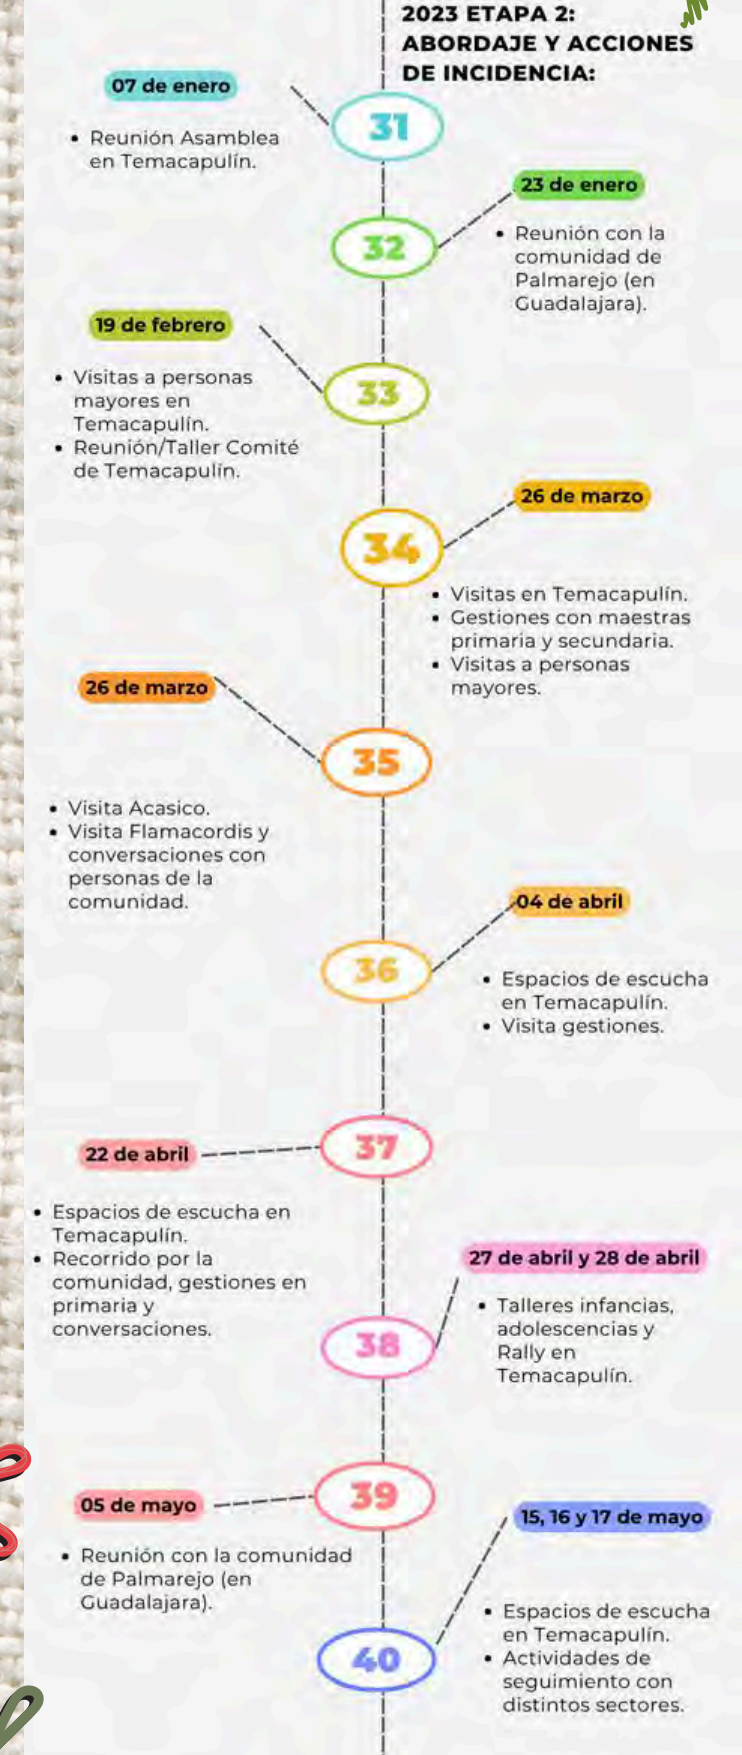 2023 ETAPA 2:
ABORDAJE Y ACCIONES
DE INCIDENCIA:
07 de enero
31
• Reunión Asamblea
en Temacapulín.
23 de enero
32
• Reunión con la
comunidad de
Palmarejo (en
Guadalajara).
19 de febrero
33
• Visitas a personas
mayores en
Temacapulín.
• Reunión/Taller Comité
de Temacapulín.
26 de marzo
34
• Visitas en Temacapulín.
• Gestiones con maestras
primaria y secundaria.
• Visitas a personas
mayores.
26 de marzo
35
• Visita Acasico.
• Visita Flamacordis y
conversaciones con
personas de la
comunidad.
04 de abril
36
• Espacios de escucha
en Temacapulín.
• Visita gestiones.
22 de abril
37
• Espacios de escucha en
Temacapulín.
• Recorrido por la
comunidad, gestiones en
primaria y
conversaciones.
27 de abril y 28 de abril
38
• Talleres infancias,
adolescencias y
Rally en
Temacapulín.
05 de mayo
39
• Reunión con la comunidad
de Palmarejo (en
Guadalajara).
15, 16 y 17 de mayo
40
• Espacios de escucha
en Temacapulín.
• Actividades de
seguimiento con
distintos sectores.